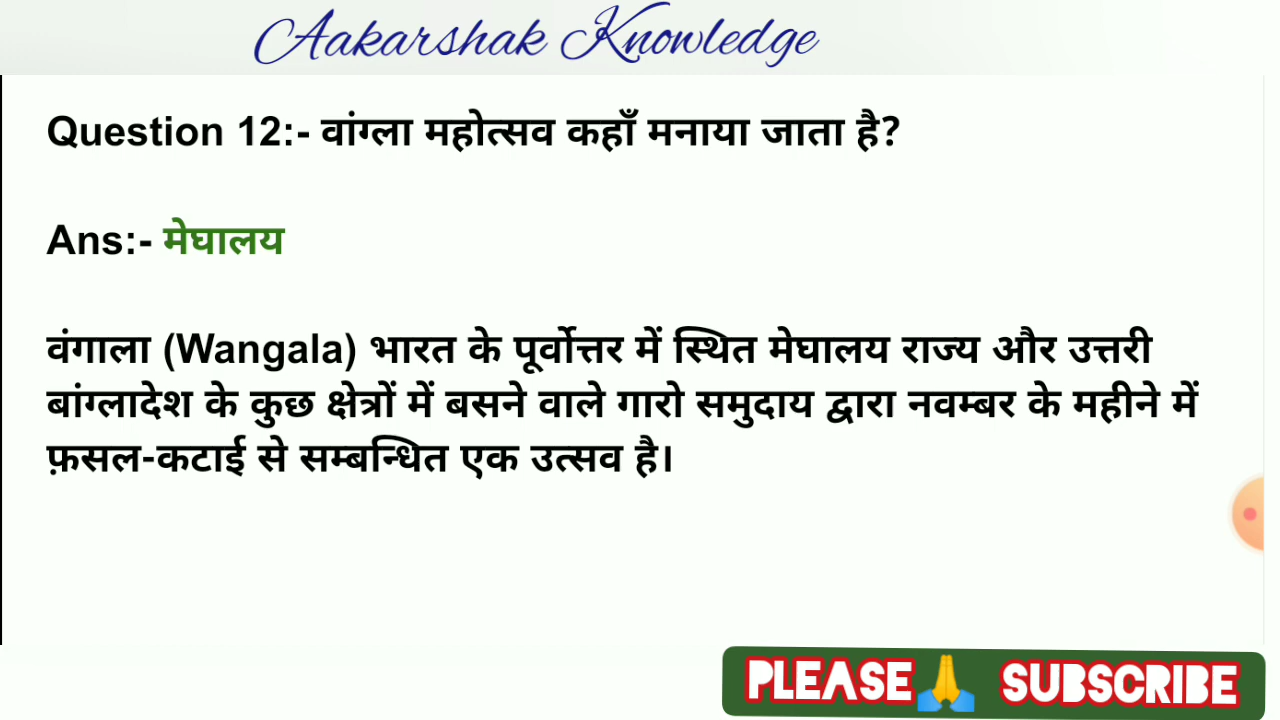 Aakarshak Knowledge
Question 12:- वांग्ला महोत्सव कहाँ मनाया जाता है?
Ans:- मेघालय
वंगाला (Wangala) भारत के पूर्वोत्तर में स्थित मेघालय राज्य और उत्तरी
बांग्लादेश के कुछ क्षेत्रों में बसने वाले गारो समुदाय द्वारा नवम्बर के महीने में
फ़सल-कटाई से सम्बन्धित एक उत्सव है।
PLEASE🙏 SUBSCRIBE